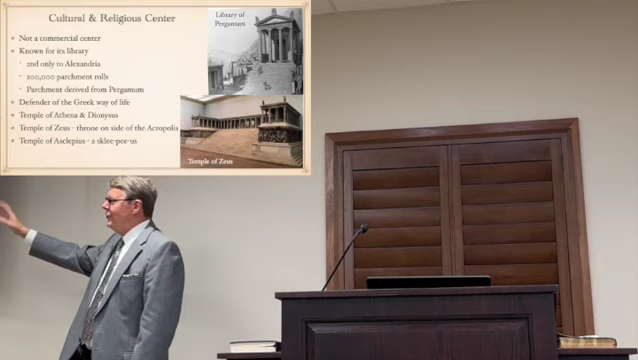 Cultural & Religious Center
Library of
Pergamum
Not a commercial center
Known for its library
2nd only to Alexandria
200,000 parchment rolls
Parchment derived from Pergamum
Defender of the Greek way of life
Temple of Athena & Dionysus
Temple of Zeus - throne on side of the Acropolis
Temple of Asclepius - a sklee-pee-us
Temple of Zeus